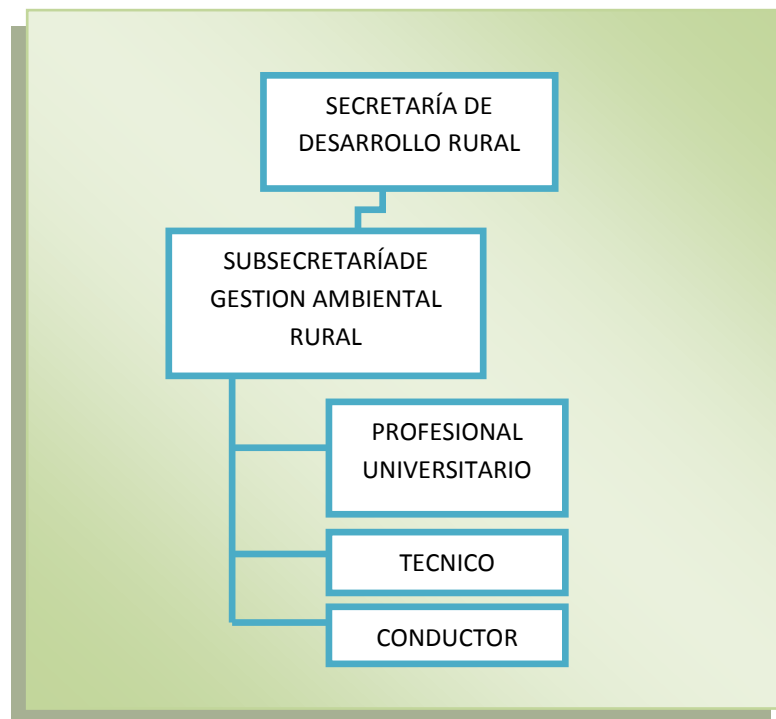 SECRETARÍA DE
DESARROLLO RURAL
SUBSECRETARÍADE
GESTION AMBIENTAL
RURAL
PROFESIONAL
UNIVERSITARIO
TECNICO
CONDUCTOR